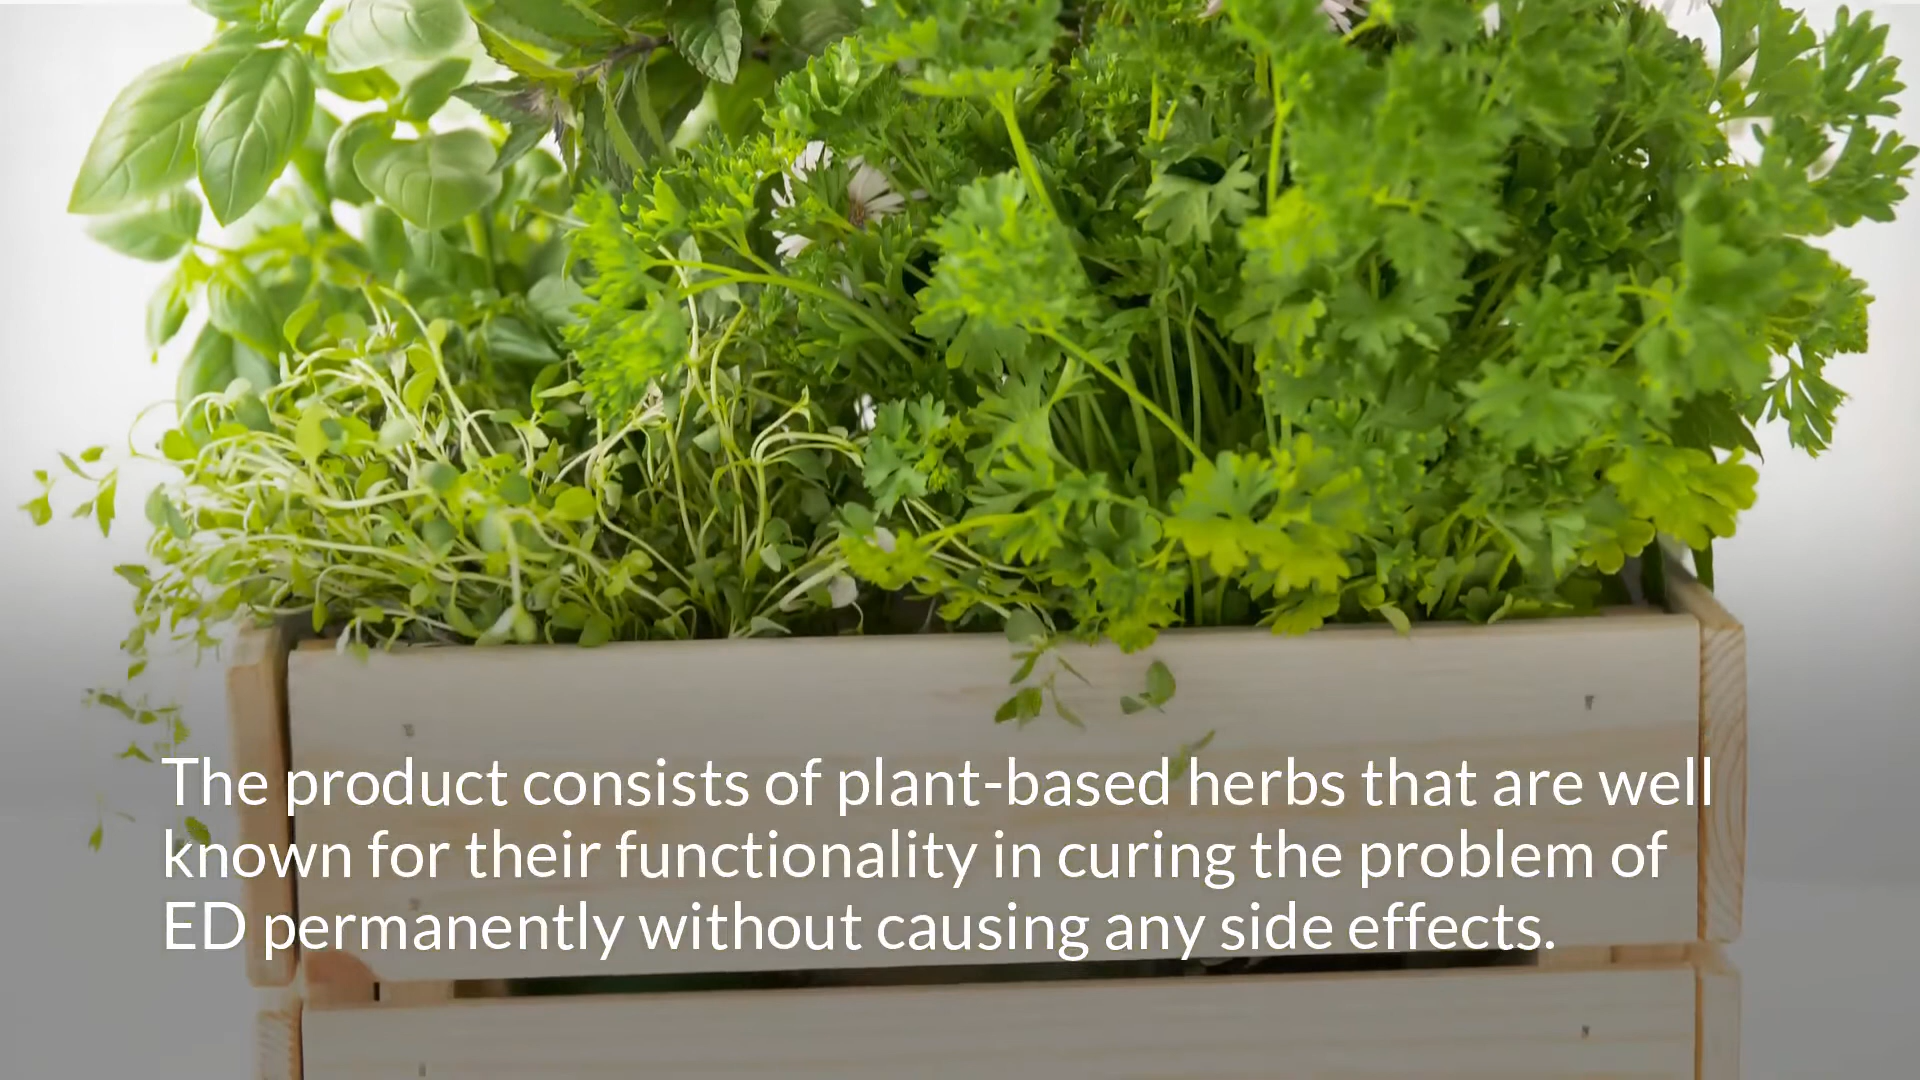 The product consists of plant-based herbs that are well
known for their functionality in curing the problem of
ED permanently without causing any side effects.